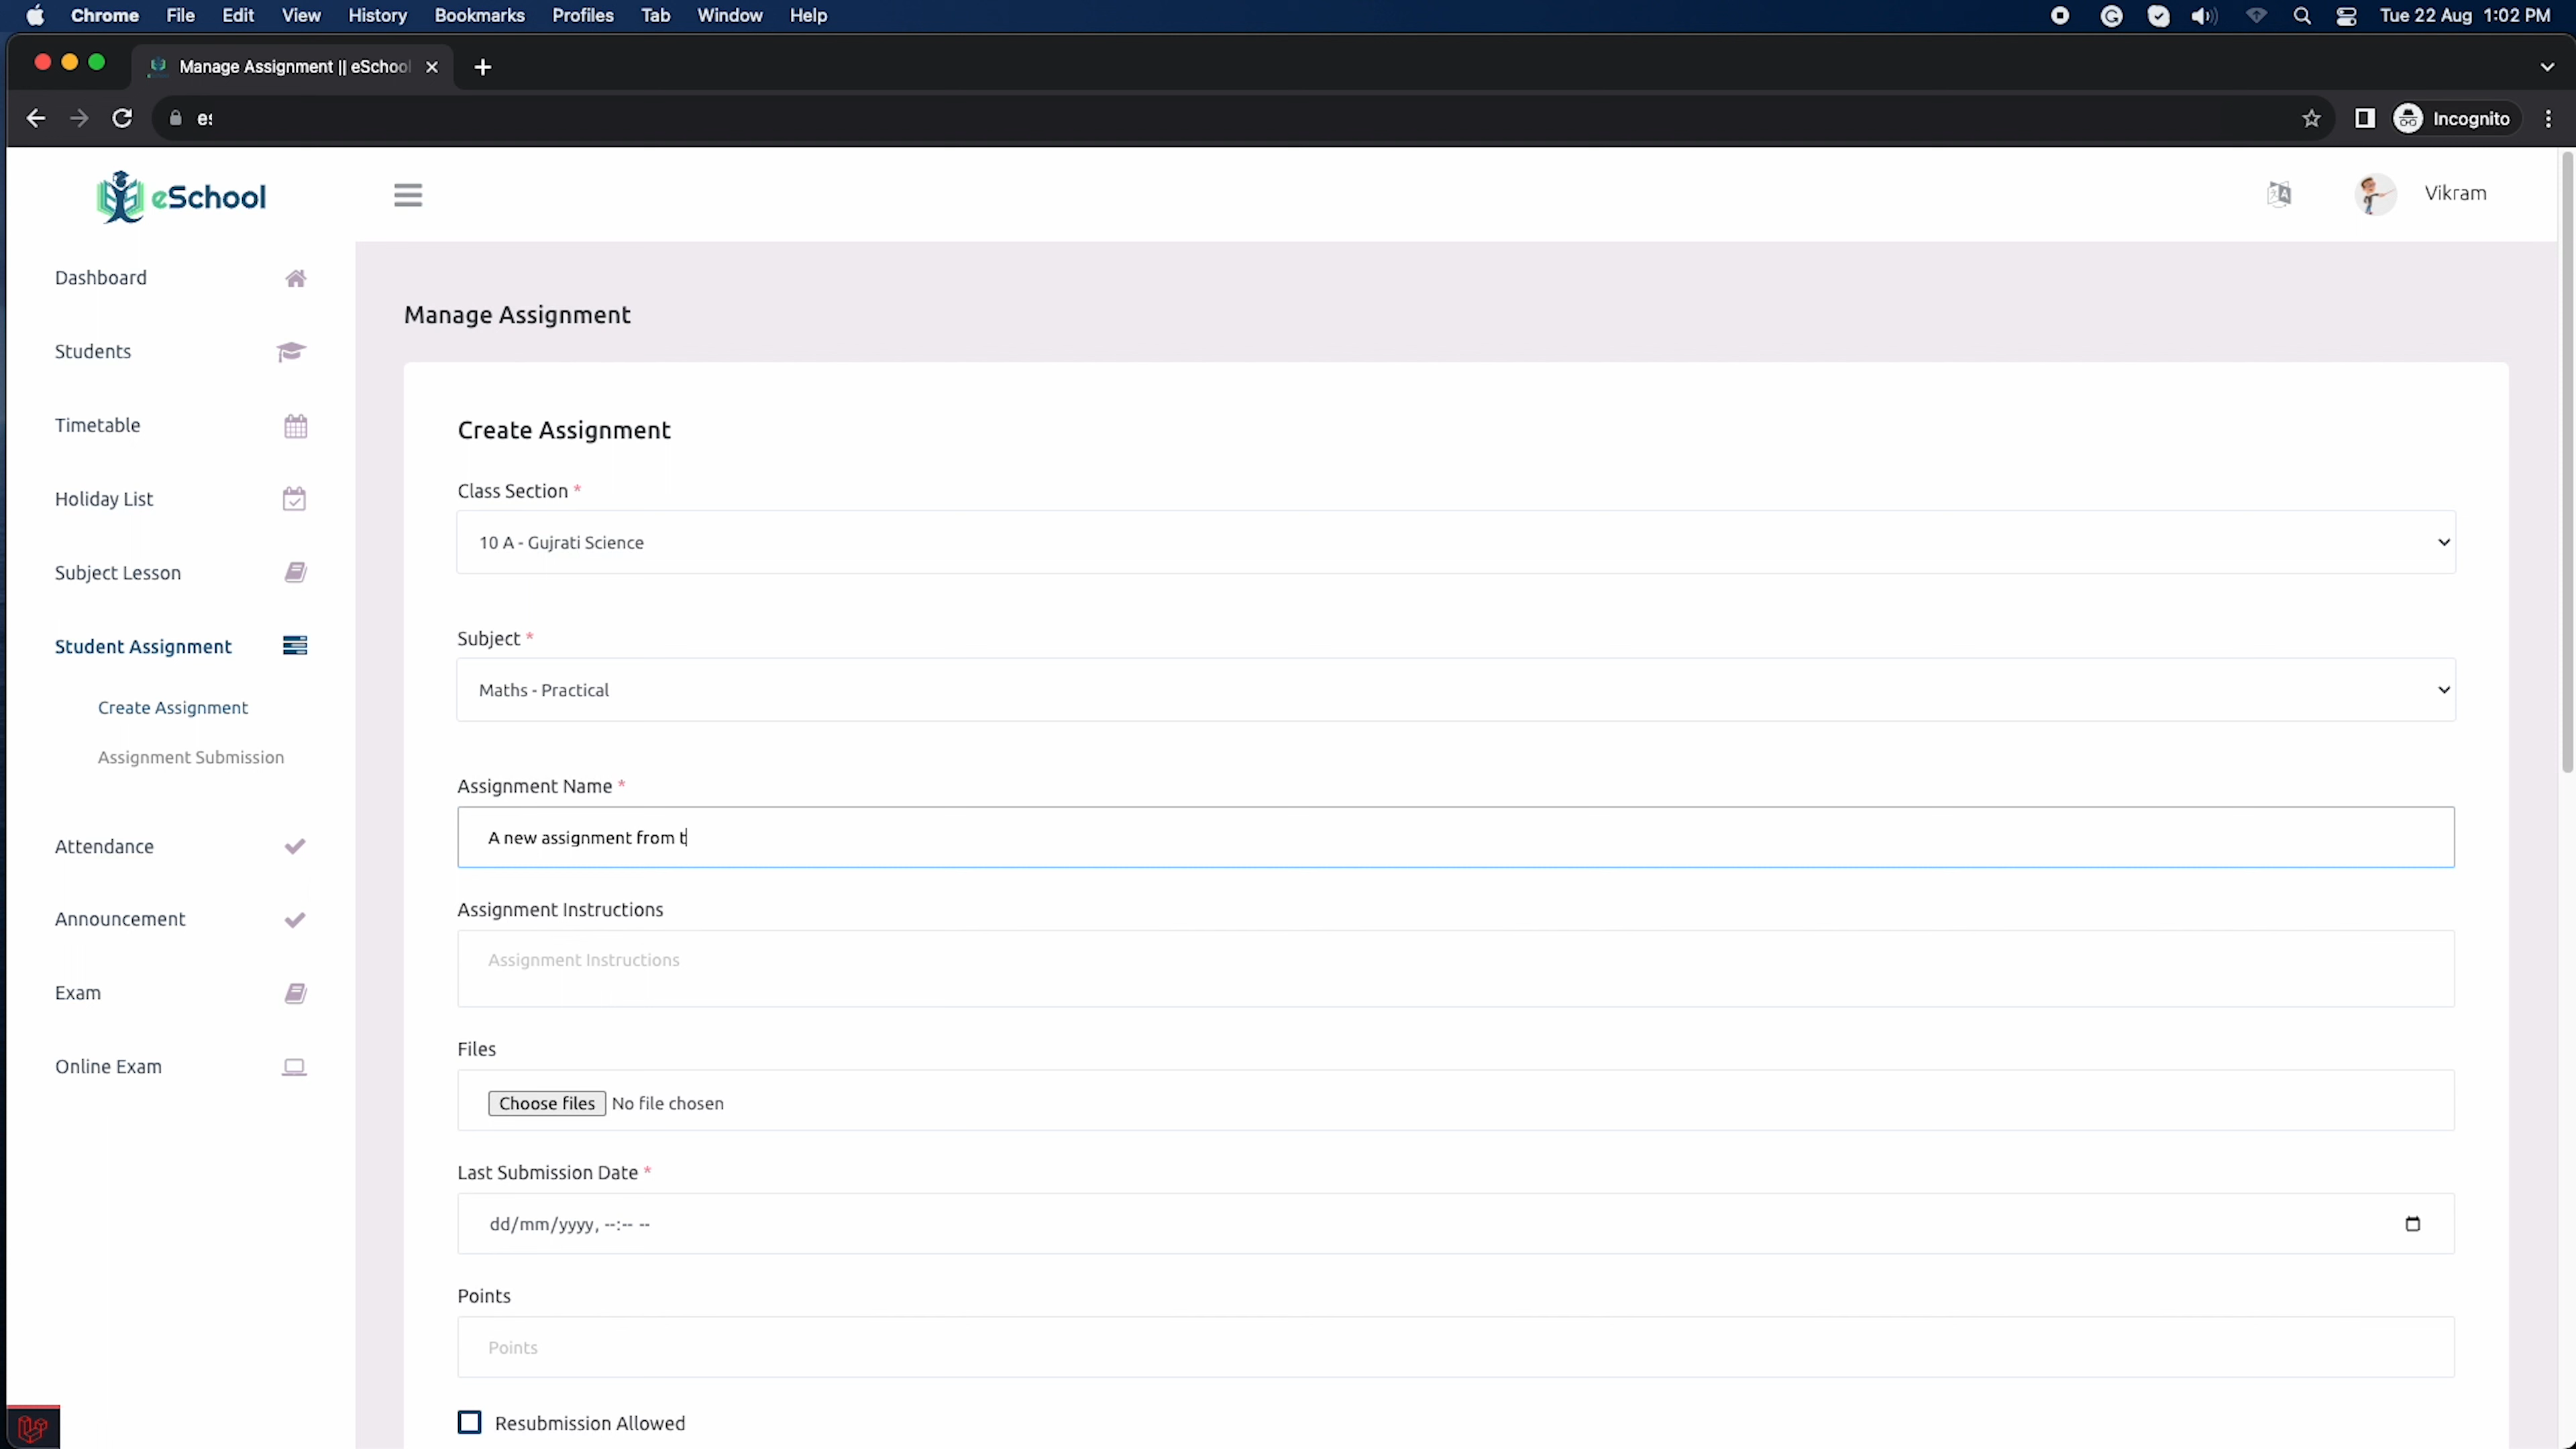 Chrome File Edit View History Bookmarks Profiles Tab Window Help Tue 22 Aug 1:02 PM
Manage Assignment || eSchool
Incognito
eSchool
Vikram
Dashboard
Students
Timetable
Holiday List
Subject Lesson
Student Assignment
Create Assignment
Assignment Submission
Attendance
Announcement
Exam
Online Exam
Manage Assignment
Create Assignment
Class Section *
10 A - Gujrati Science
Subject *
Maths - Practical
Assignment Name *
A new assignment from t
Assignment Instructions
Assignment Instructions
Files
Choose files No file chosen
Last Submission Date *
dd/mm/yyyy, --:-- --
Points
Points
Resubmission Allowed